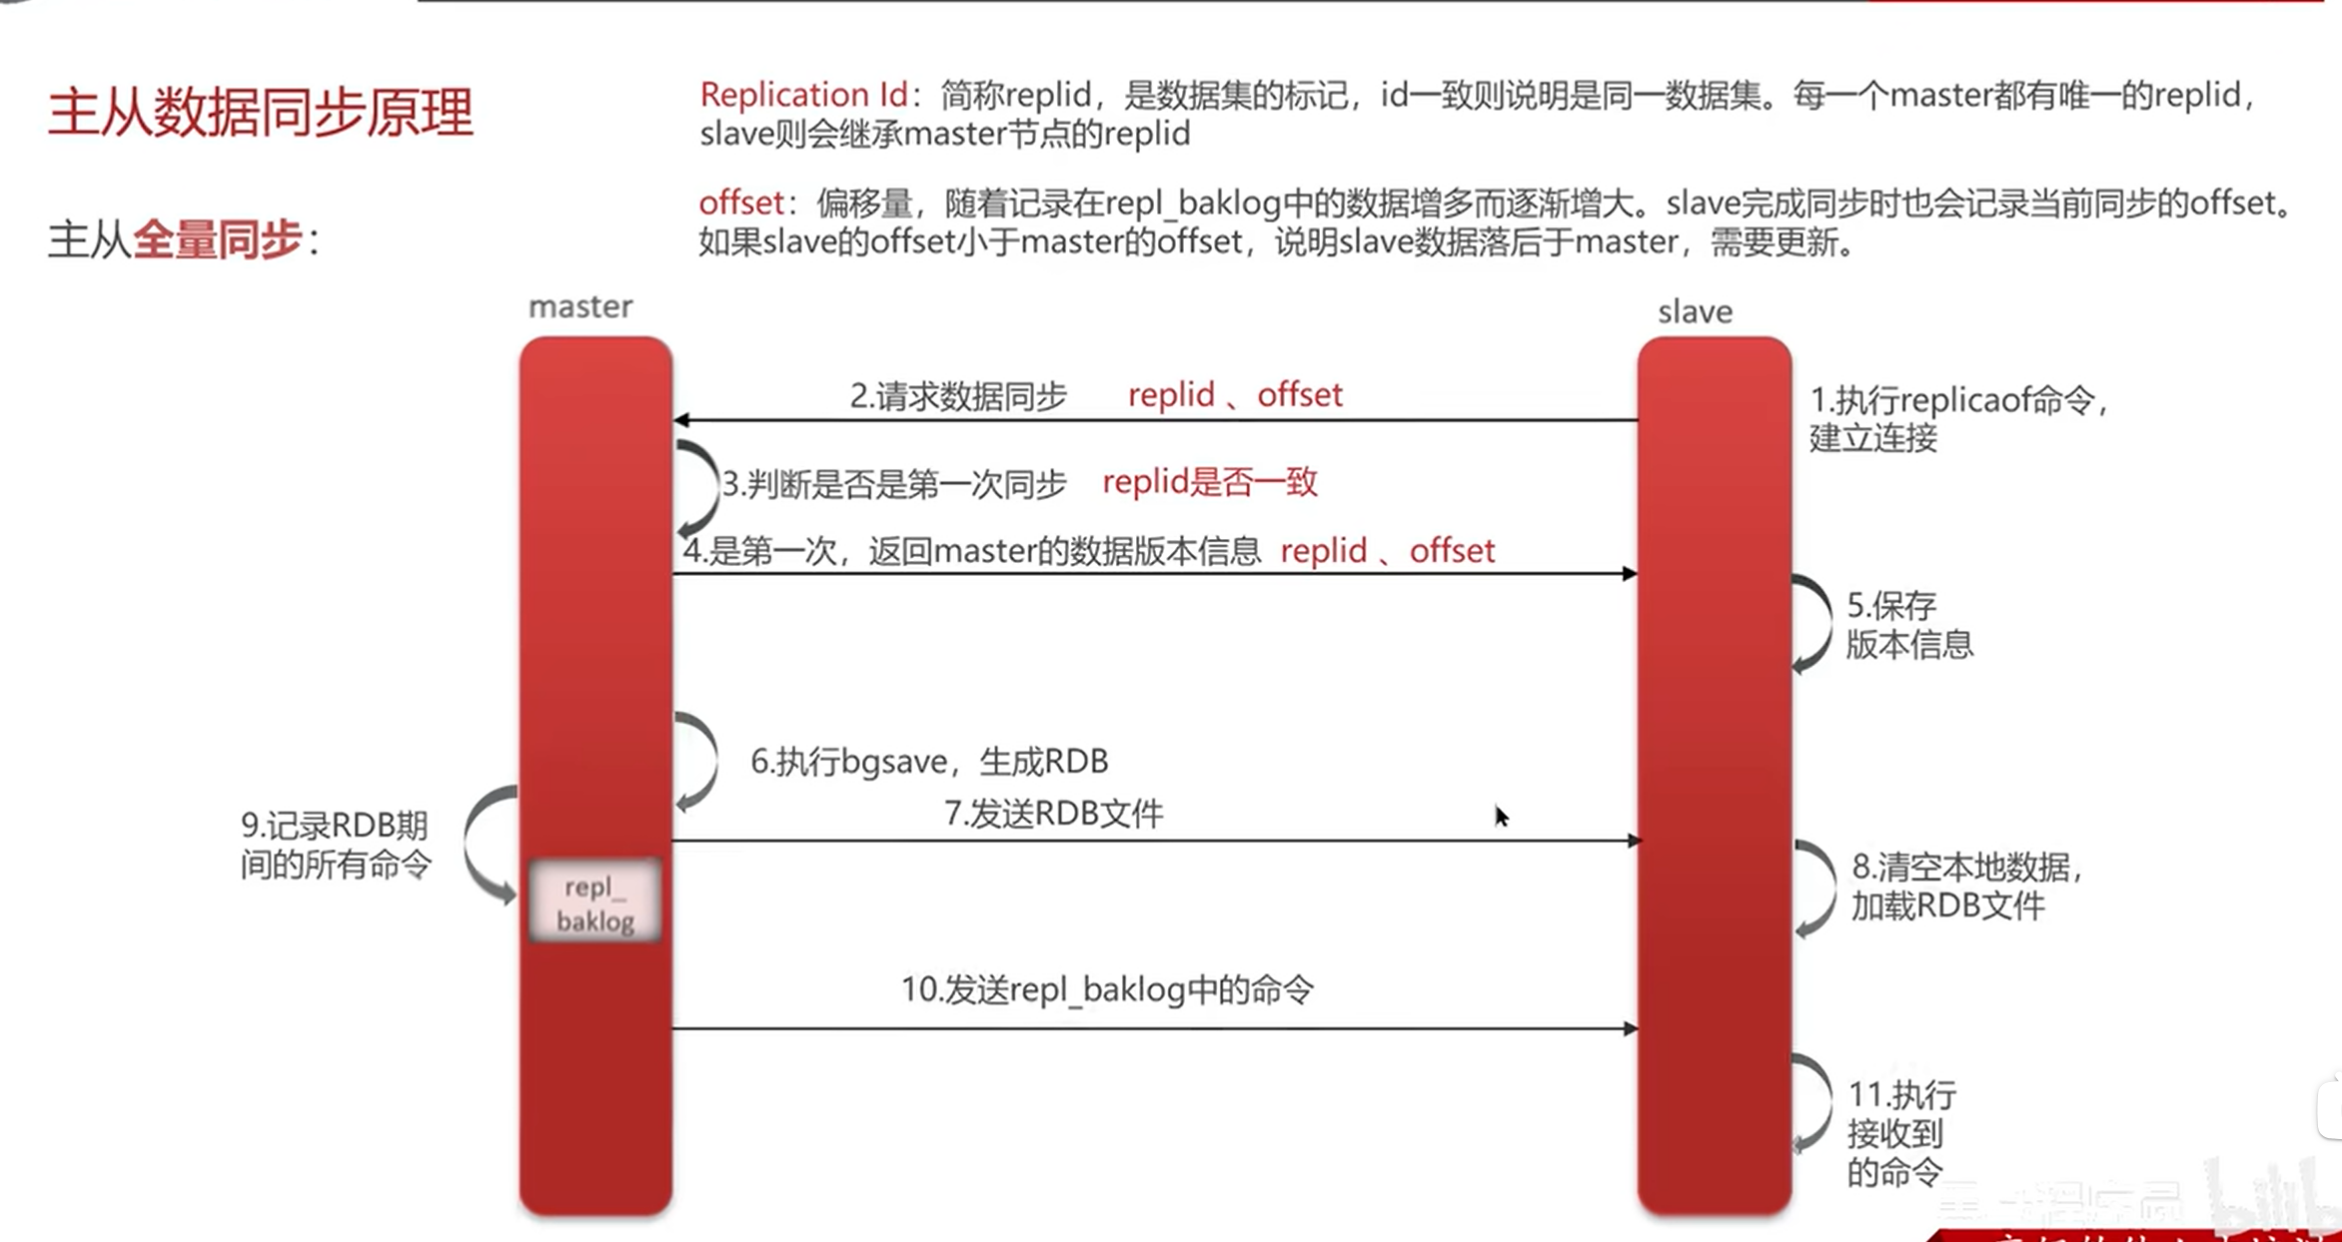 主从数据同步原理
Replication Id：简称replid，是数据集的标记，id一致则说明是同一数据集。每一个master都有唯一的replid，
slave则会继承master节点的replid
offset：偏移量，随着记录在repl_baklog中的数据增多而逐渐增大。slave完成同步时也会记录当前同步的offset。
如果slave的offset小于master的offset，说明slave数据落后于master，需要更新。
主从全量同步：
master
slave
1.执行replicaof命令，
建立连接
2.请求数据同步 replid 、offset
3.判断是否是第一次同步 replid是否一致
4.是第一次，返回master的数据版本信息 replid 、offset
5.保存
版本信息
6.执行bgsave，生成RDB
7.发送RDB文件
8.清空本地数据，
加载RDB文件
9.记录RDB期
间的所有命令
repl_
baklog
10.发送repl_baklog中的命令
11.执行
接收到
的命令